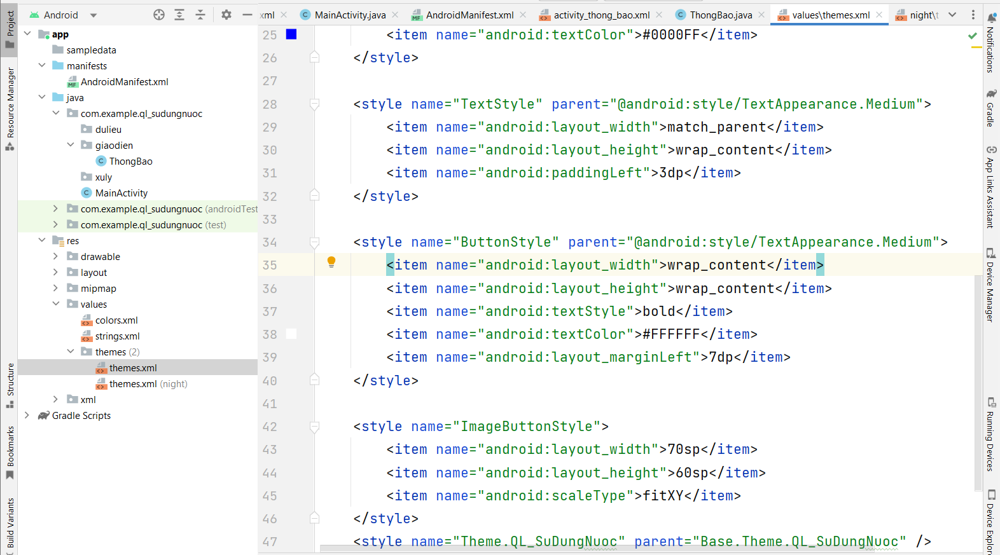 Android
xml
MainActivity.java
AndroidManifest.xml
activity_thong_bao.xml
ThongBao.java
values\themes.xml
night\t
Project
Resource Manager
Structure
Bookmarks
Build Variants
app
sampledata
manifests
AndroidManifest.xml
java
com.example.ql_sudungnuoc
dulieu
giaodien
ThongBao
xuly
MainActivity
com.example.ql_sudungnuoc (androidTest
com.example.ql_sudungnuoc (test)
res
drawable
layout
mipmap
values
colors.xml
strings.xml
themes (2)
themes.xml
themes.xml (night)
xml
Gradle Scripts
25 <item name="android:textColor">#0000FF</item>
26 </style>
27
28 <style name="TextStyle" parent="@android:style/TextAppearance.Medium">
29 <item name="android:layout_width">match_parent</item>
30 <item name="android:layout_height">wrap_content</item>
31 <item name="android:paddingLeft">3dp</item>
32 </style>
33
34 <style name="ButtonStyle" parent="@android:style/TextAppearance.Medium">
35 <item name="android:layout_width">wrap_content</item>
36 <item name="android:layout_height">wrap_content</item>
37 <item name="android:textStyle">bold</item>
38 <item name="android:textColor">#FFFFFF</item>
39 <item name="android:layout_marginLeft">7dp</item>
40 </style>
41
42 <style name="ImageButtonStyle">
43 <item name="android:layout_width">70sp</item>
44 <item name="android:layout_height">60sp</item>
45 <item name="android:scaleType">fitXY</item>
46 </style>
47 <style name="Theme.QL_SuDungNuoc" parent="Base.Theme.QL_SuDungNuoc" />
Notifications
Gradle
App Links Assistant
Device Manager
Running Devices
Device Explor